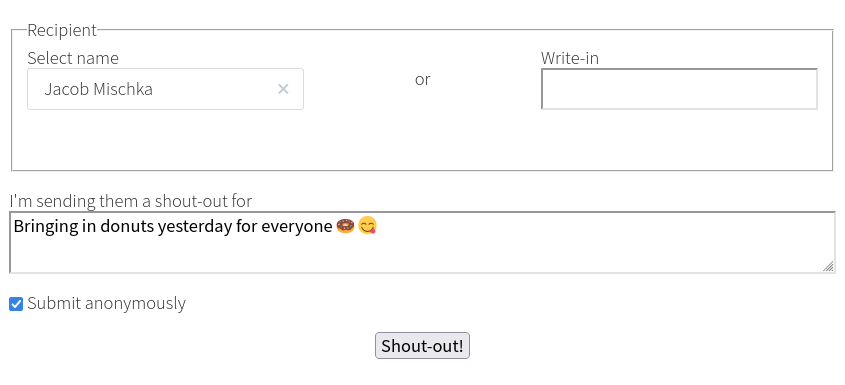 Recipient
Select name
Write-in
Jacob Mischka ×
or
I'm sending them a shout-out for
Bringing in donuts yesterday for everyone 🍩 😋
Submit anonymously
Shout-out!